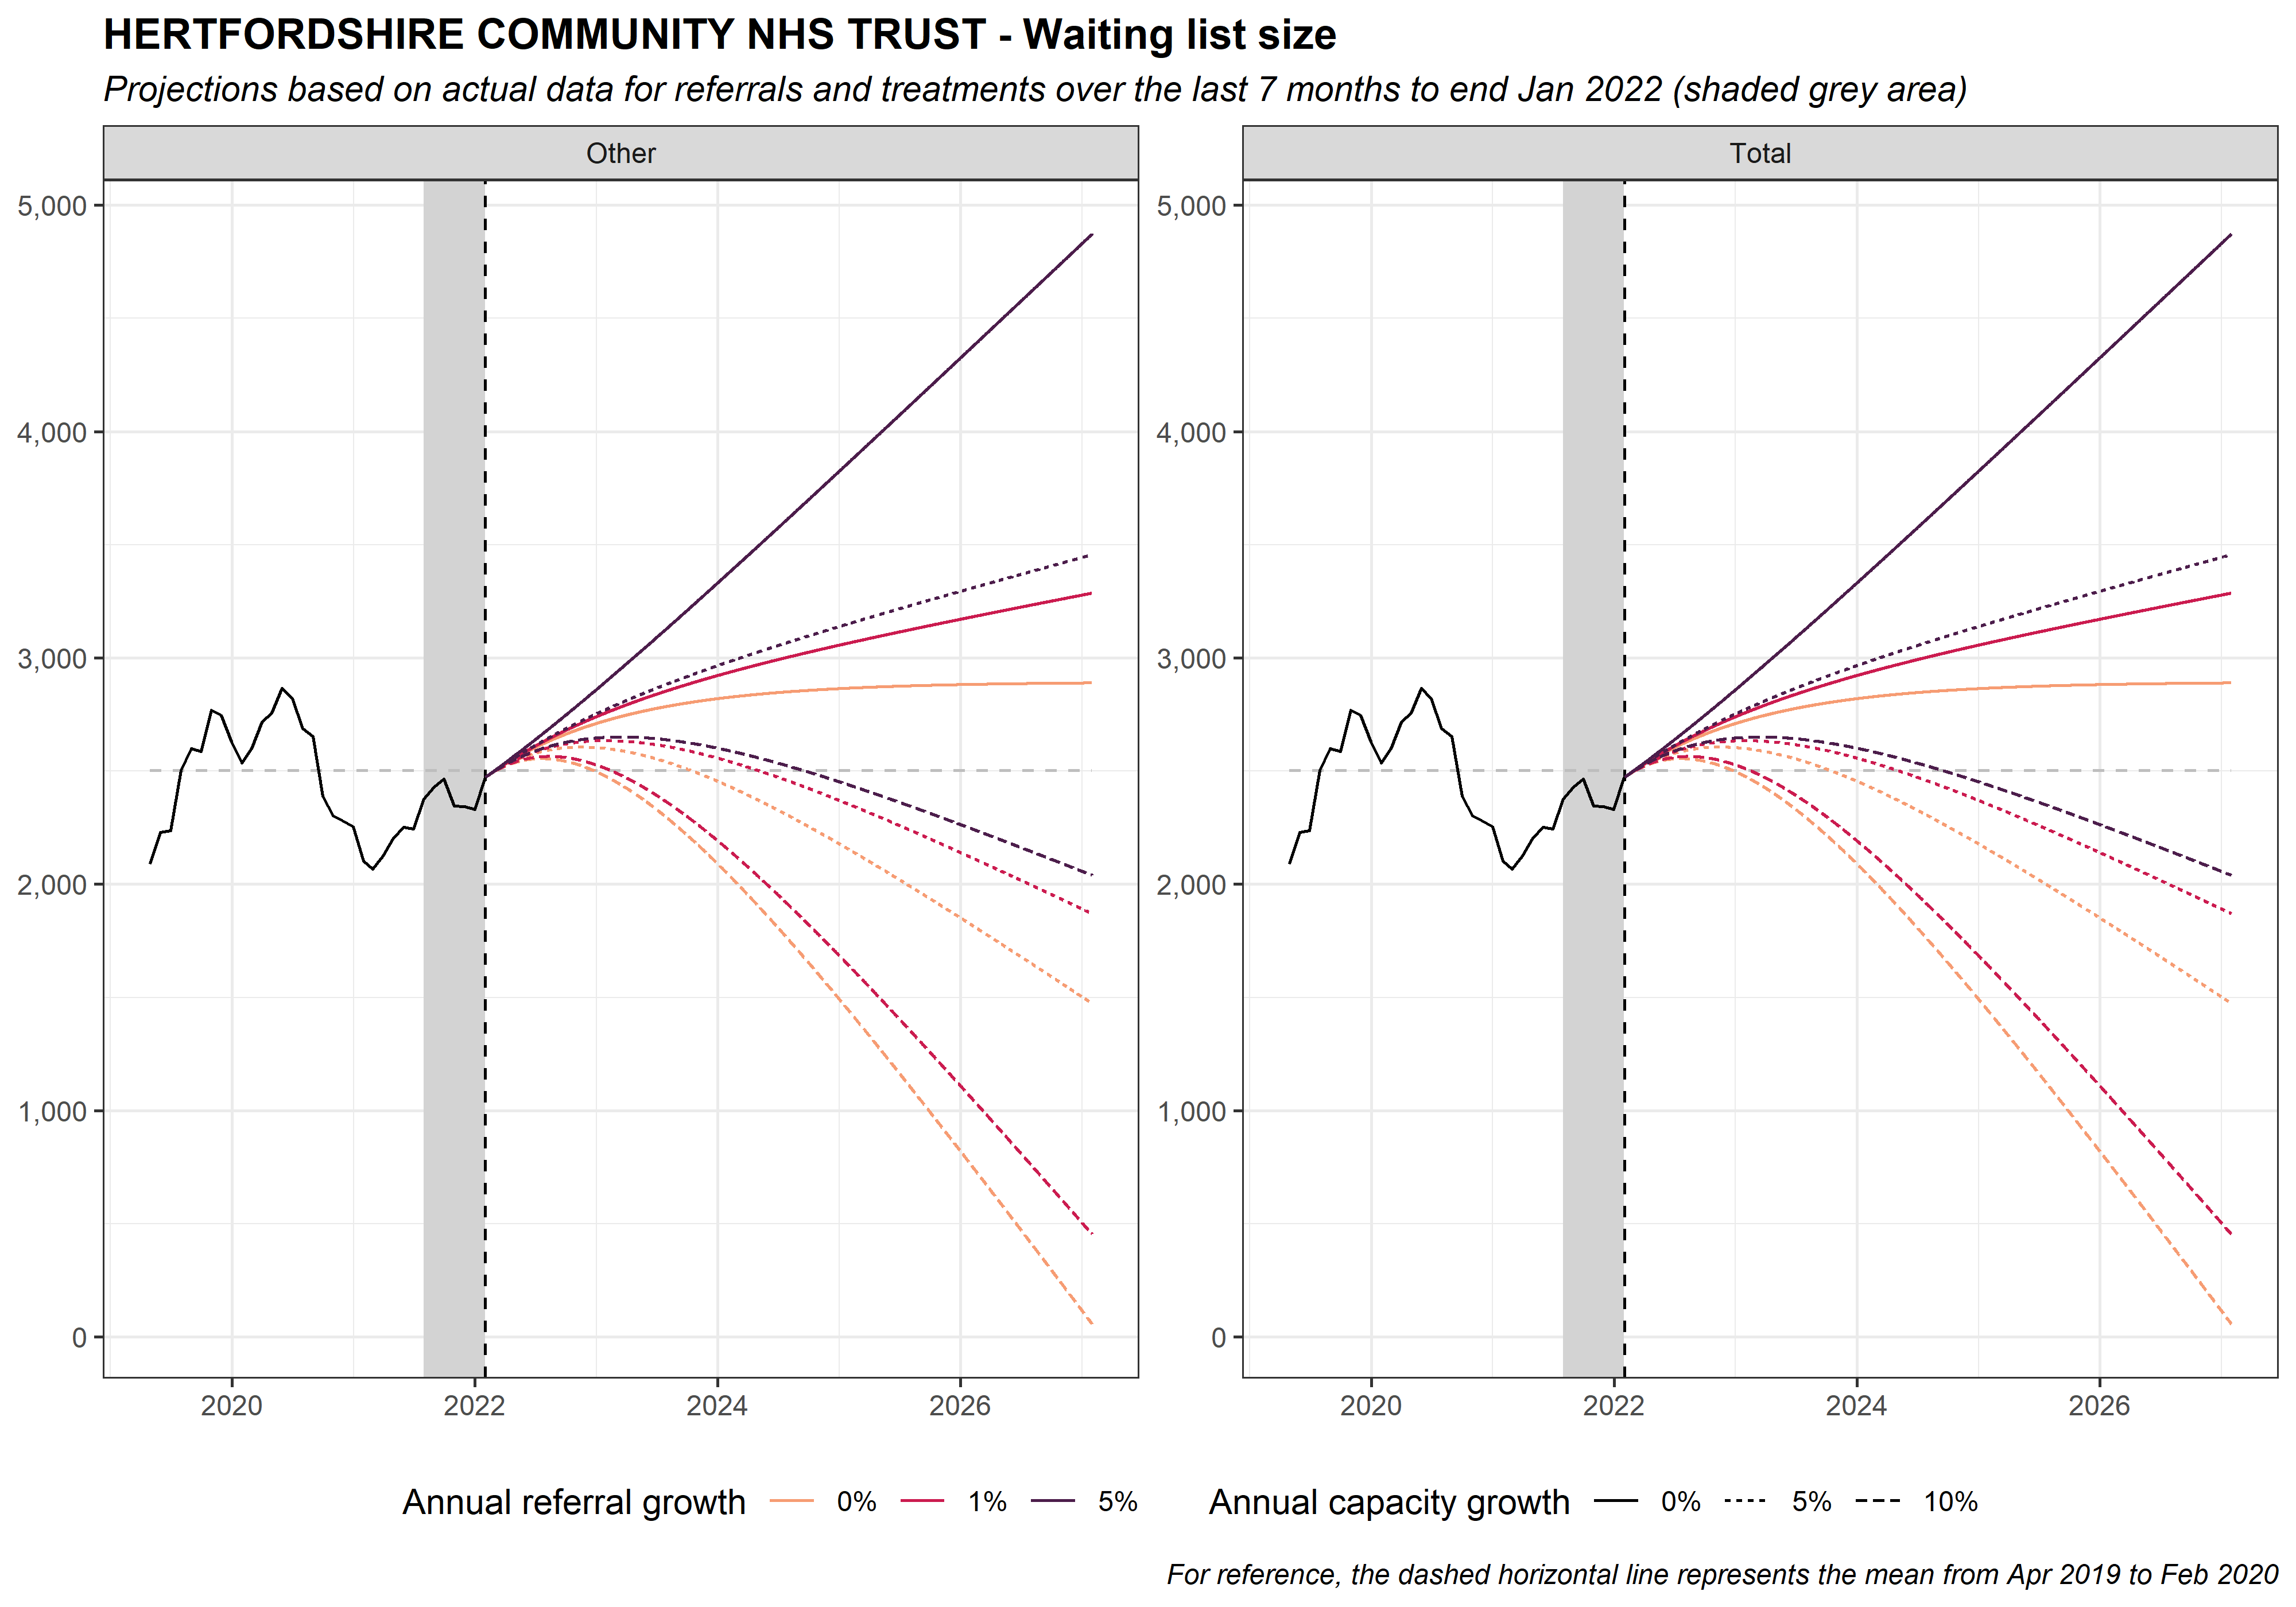 HERTFORDSHIRE COMMUNITY NHS TRUST - Waiting list size
Projections based on actual data for referrals and treatments over the last 7 months to end Jan 2022 (shaded grey area)
Other
Total
5,000
4,000
3,000
2,000
1,000
0
5,000
4,000
3,000
2,000
1,000
0
2020 2022 2024 2026
2020 2022 2024 2026
Annual referral growth 0% 1% 5%
Annual capacity growth 0% 5% 10%
For reference, the dashed horizontal line represents the mean from Apr 2019 to Feb 2020